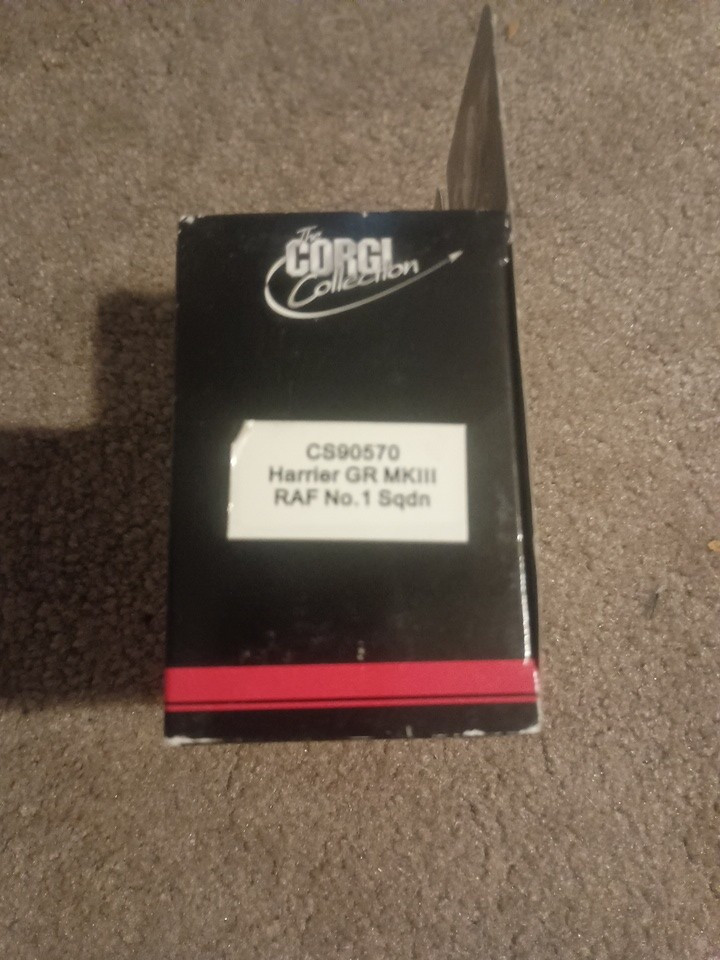 The
CORGI
Collection
CS90570
Harrier GR MKIII
RAF No.1 Sqdn